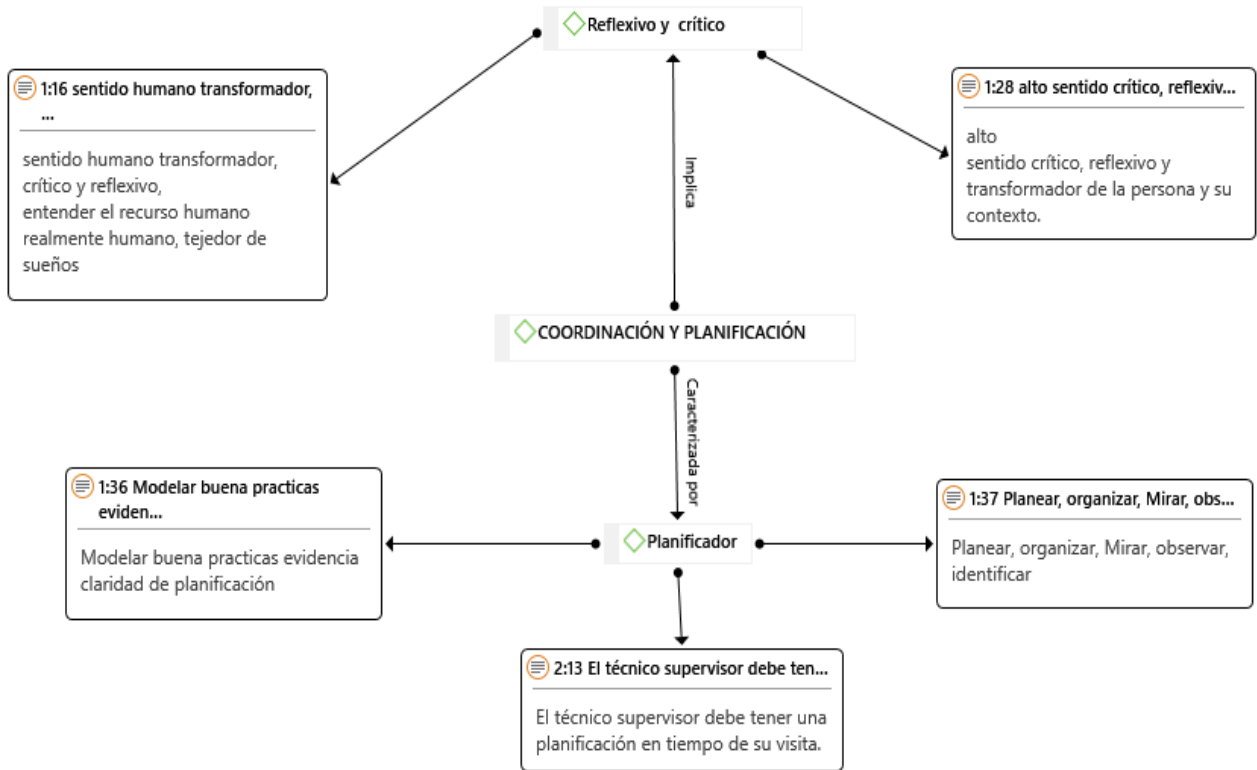 Reflexivo y crítico
1:16 sentido humano transformador,
...
sentido humano transformador,
crítico y reflexivo,
entender el recurso humano
realmente humano, tejedor de
sueños
1:28 alto sentido crítico, reflexiv...
alto
sentido crítico, reflexivo y
transformador de la persona y su
contexto.
Implica
COORDINACIÓN Y PLANIFICACIÓN
Caracterizada por
1:36 Modelar buena practicas
eviden...
Modelar buena practicas evidencia
claridad de planificación
Planificador
1:37 Planear, organizar, Mirar, obs...
Planear, organizar, Mirar, observar,
identificar
2:13 El técnico supervisor debe ten...
El técnico supervisor debe tener una
planificación en tiempo de su visita.